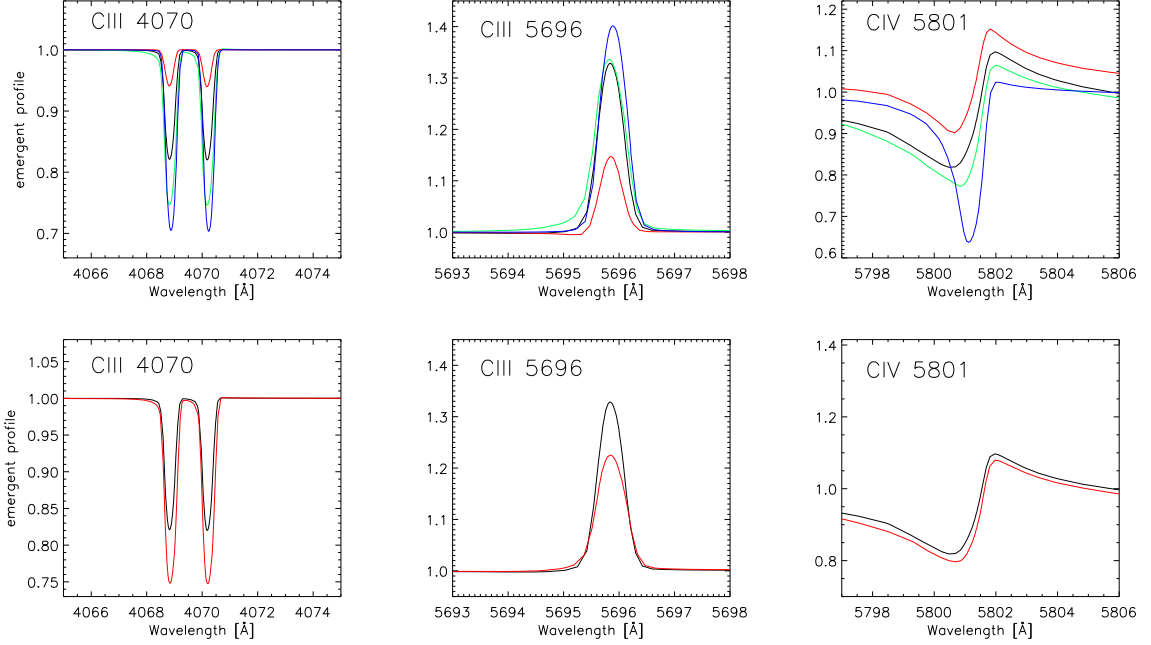 CIII 4070
1.0
0.9
0.8
0.7
emergent profile
4066 4068 4070 4072 4074
Wavelength [Å]
CIII 5696
1.4
1.3
1.2
1.1
1.0
5693 5694 5695 5696 5697 5698
Wavelength [Å]
CIV 5801
1.2
1.1
1.0
0.9
0.8
0.7
0.6
5798 5800 5802 5804 5806
Wavelength [Å]
CIII 4070
1.05
1.00
0.95
0.90
0.85
0.80
0.75
emergent profile
4066 4068 4070 4072 4074
Wavelength [Å]
CIII 5696
1.4
1.3
1.2
1.1
1.0
5693 5694 5695 5696 5697 5698
Wavelength [Å]
CIV 5801
1.4
1.2
1.0
0.8
5798 5800 5802 5804 5806
Wavelength [Å]